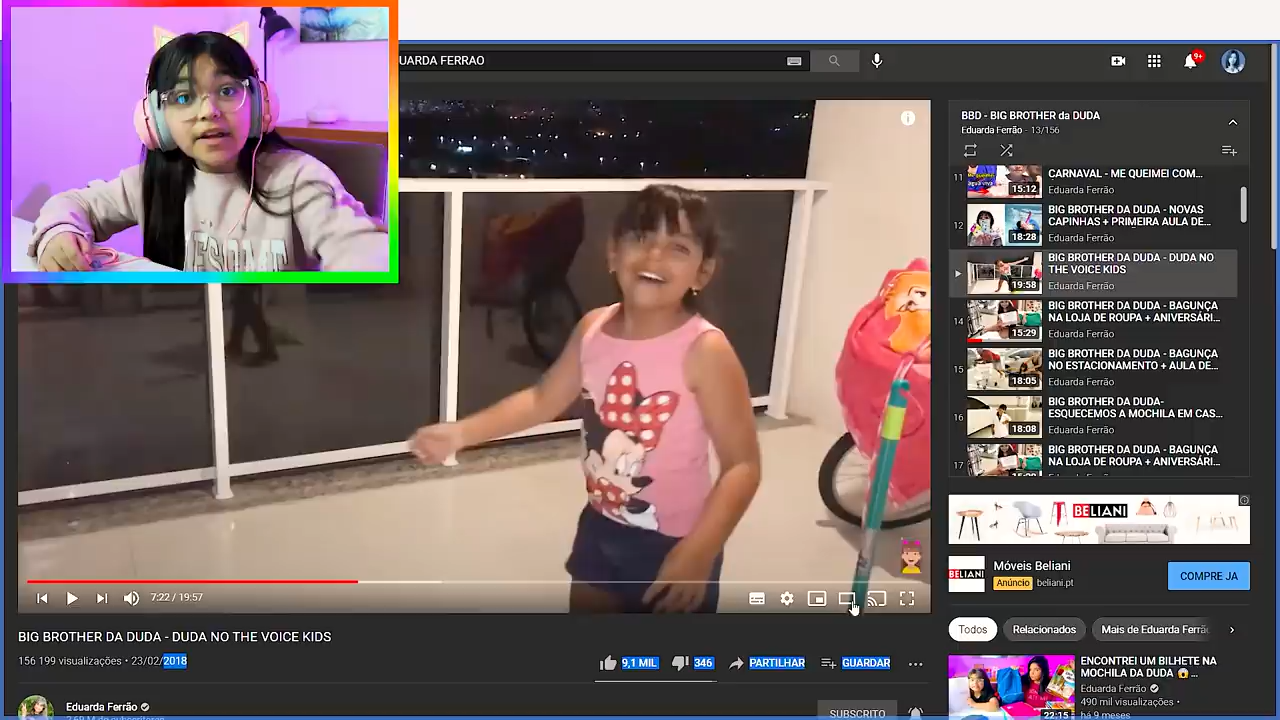 UARDA FERRAO
9+
AWESOME
BBD - BIG BROTHER da DUDA
Eduarda Ferrão - 13/156
11
CARNAVAL - ME QUEIMEI COM...
15:12
Eduarda Ferrão
12
BIG BROTHER DA DUDA - NOVAS
CAPINHAS + PRIMEIRA AULA DE...
18:28
Eduarda Ferrão
BIG BROTHER DA DUDA - DUDA NO
THE VOICE KIDS
19:58
Eduarda Ferrão
14
BIG BROTHER DA DUDA - BAGUNÇA
NA LOJA DE ROUPA + ANIVERSÁRI...
15:29
Eduarda Ferrão
15
BIG BROTHER DA DUDA - BAGUNÇA
NO ESTACIONAMENTO + AULA DE...
18:05
Eduarda Ferrão
16
BIG BROTHER DA DUDA-
ESQUECEMOS A MOCHILA EM CAS...
18:08
Eduarda Ferrão
17
BIG BROTHER DA DUDA - BAGUNÇA
NA LOJA DE ROUPA + ANIVERSÁRI...
BELIANI
BELIANI
Móveis Beliani
Anúncio beliani.pt
COMPRE JA
7:22 / 19:57
BIG BROTHER DA DUDA - DUDA NO THE VOICE KIDS
156 199 visualizações • 23/02/2018
9,1 MIL
346
PARTILHAR
GUARDAR
Todos
Relacionados
Mais de Eduarda Ferrã
ENCONTREI UM BILHETE NA
MOCHILA DA DUDA 😱 ...
Eduarda Ferrão
490 mil visualizações •
há 9 meses
22:15
Eduarda Ferrão
SUBSCRITO